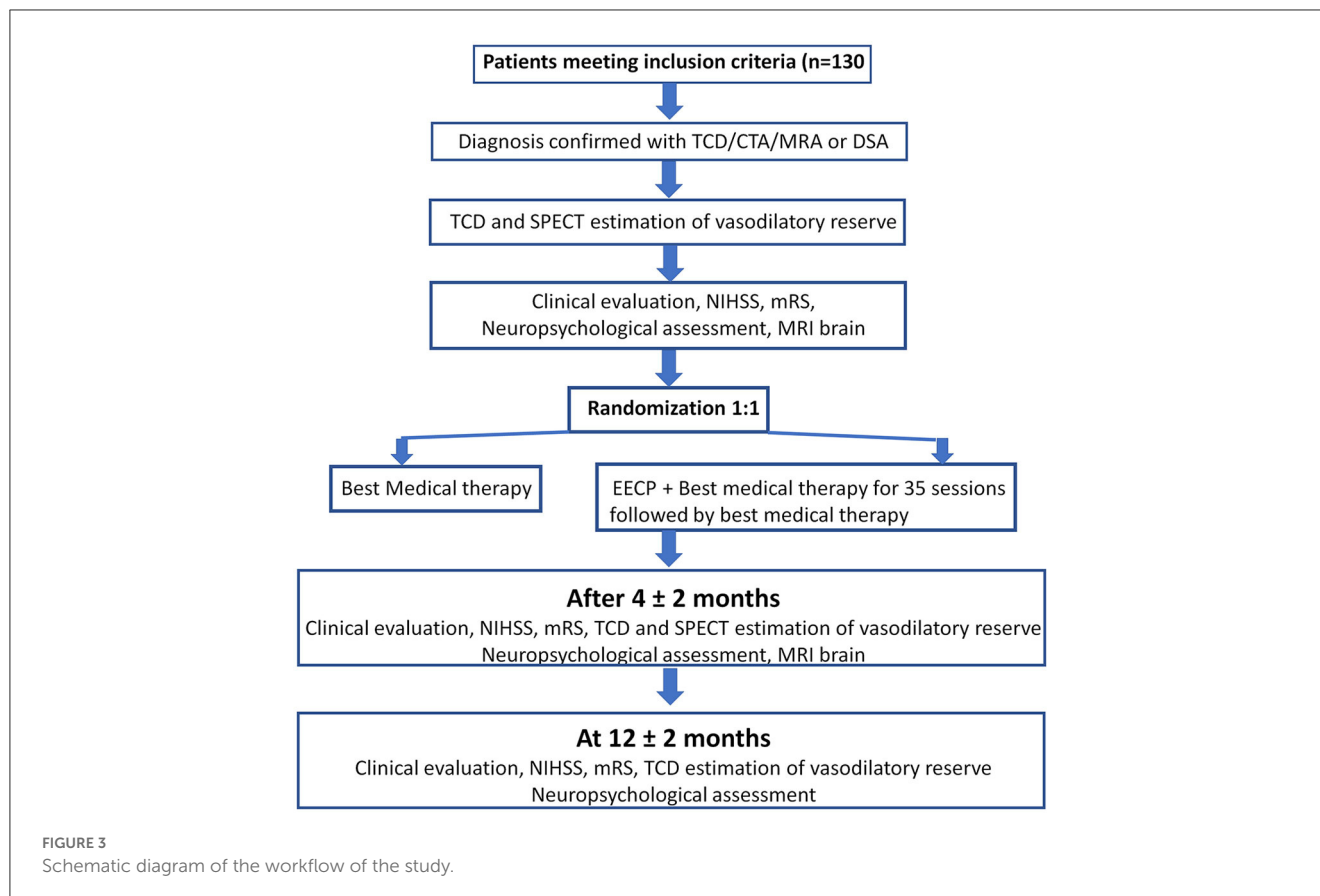 Patients meeting inclusion criteria (n=130
Diagnosis confirmed with TCD/CTA/MRA or DSA
TCD and SPECT estimation of vasodilatory reserve
Clinical evaluation, NIHSS, mRS,
Neuropsychological assessment, MRI brain
Randomization 1:1
Best Medical therapy
EECP + Best medical therapy for 35 sessions
followed by best medical therapy
After 4 ± 2 months
Clinical evaluation, NIHSS, mRS, TCD and SPECT estimation of vasodilatory reserve
Neuropsychological assessment, MRI brain
At 12 ± 2 months
Clinical evaluation, NIHSS, mRS, TCD estimation of vasodilatory reserve
Neuropsychological assessment
FIGURE 3
Schematic diagram of the workflow of the study.